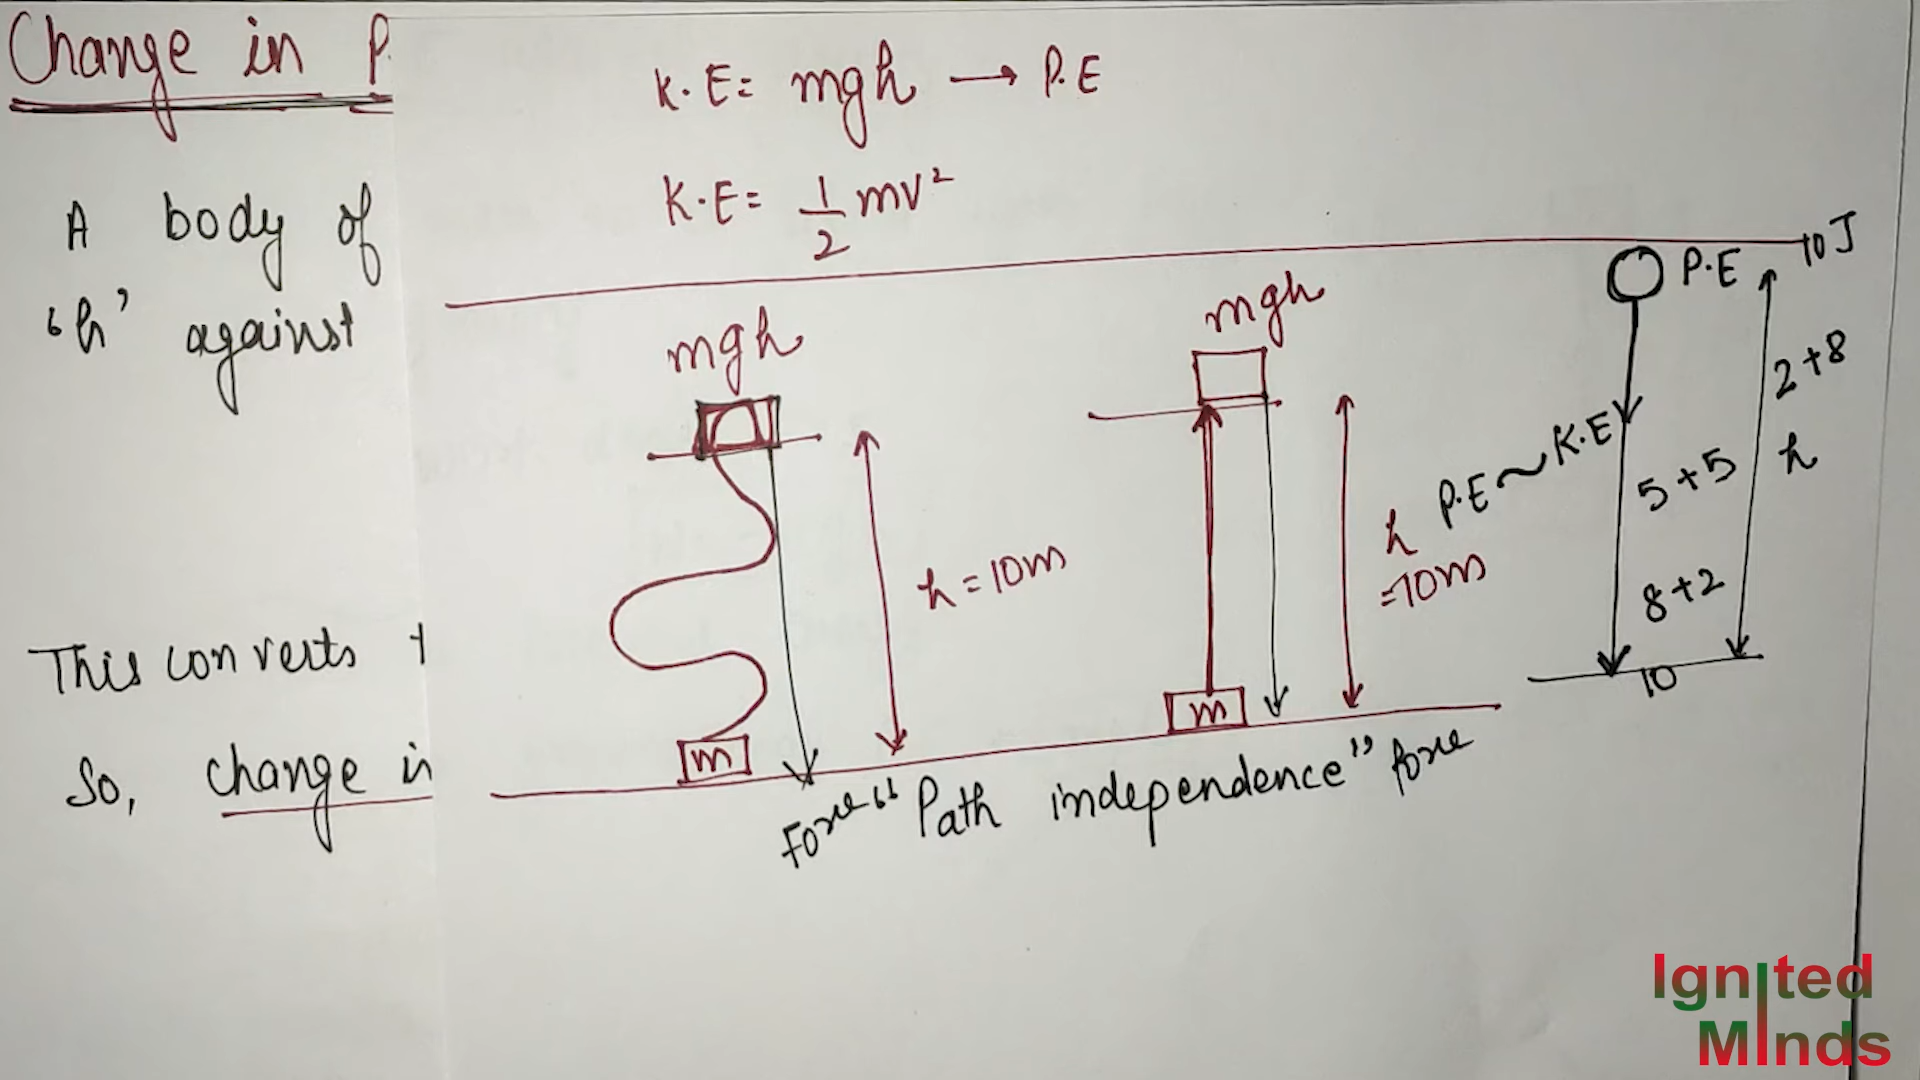 Change in P.
A body of
"h" against
This converts t
So, change in
K.E = mgh → P.E
K.E = 1/2 mv²
mgh
h = 10m
m
mgh
h
= 10m
m
Force "Path independence" force
P.E
10 J
2+8
P.E ~ K.E
5+5
h
8+2
10
Ignited
Minds